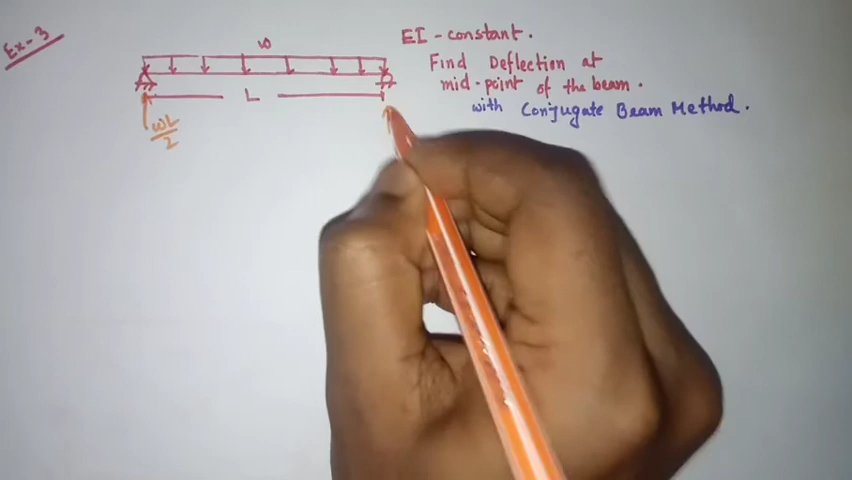 Ex-3
w
EI - constant.
Find Deflection at
mid-point of the beam.
with Conjugate Beam Method.
L
wL/2